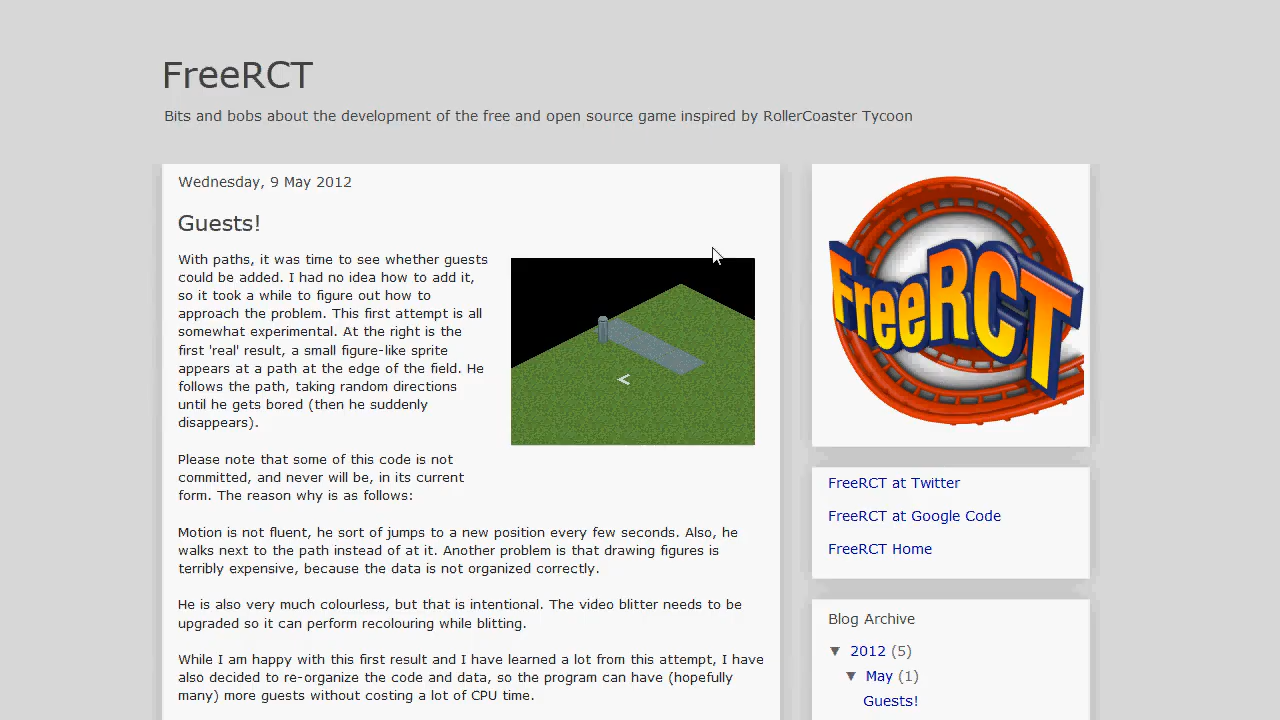 FreeRCT
Bits and bobs about the development of the free and open source game inspired by RollerCoaster Tycoon
Wednesday, 9 May 2012
Guests!
With paths, it was time to see whether guests
could be added. I had no idea how to add it,
so it took a while to figure out how to
approach the problem. This first attempt is all
somewhat experimental. At the right is the
first 'real' result, a small figure-like sprite
appears at a path at the edge of the field. He
follows the path, taking random directions
until he gets bored (then he suddenly
disappears).
Please note that some of this code is not
committed, and never will be, in its current
form. The reason why is as follows:
Motion is not fluent, he sort of jumps to a new position every few seconds. Also, he
walks next to the path instead of at it. Another problem is that drawing figures is
terribly expensive, because the data is not organized correctly.
He is also very much colourless, but that is intentional. The video blitter needs to be
upgraded so it can perform recolouring while blitting.
While I am happy with this first result and I have learned a lot from this attempt, I have
also decided to re-organize the code and data, so the program can have (hopefully
many) more guests without costing a lot of CPU time.
FreeRCT
FreeRCT at Twitter
FreeRCT at Google Code
FreeRCT Home
Blog Archive
▼ 2012 (5)
▼ May (1)
Guests!